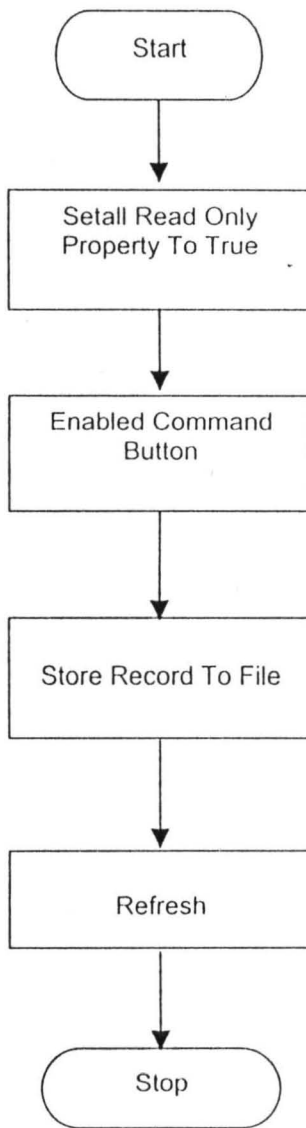 Start
Setall Read Only
Property To True
Enabled Command
Button
Store Record To File
Refresh
Stop